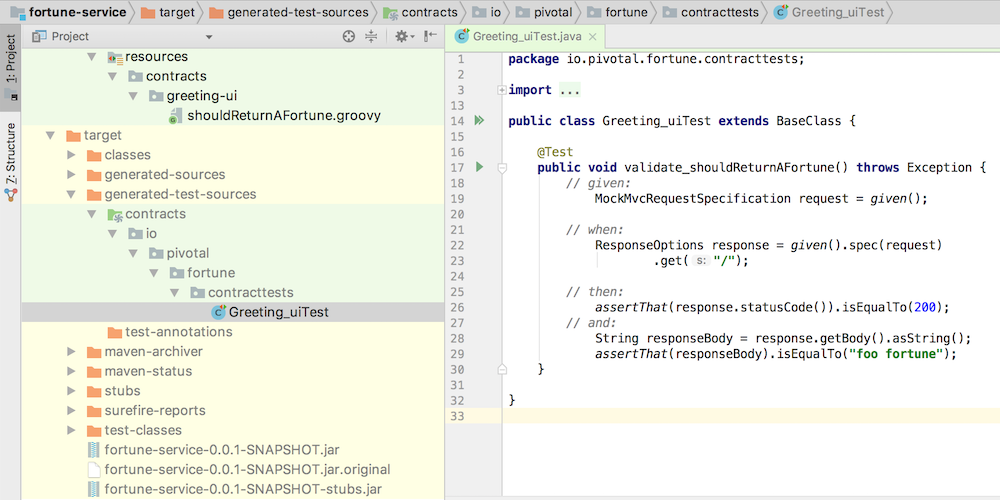 fortune-service target generated-test-sources contracts io pivotal fortune contracttests Greeting_uiTest
1: Project
Z: Structure
Project
resources
contracts
greeting-ui
shouldReturnAFortune.groovy
target
classes
generated-sources
generated-test-sources
contracts
io
pivotal
fortune
contracttests
Greeting_uiTest
test-annotations
maven-archiver
maven-status
stubs
surefire-reports
test-classes
fortune-service-0.0.1-SNAPSHOT.jar
fortune-service-0.0.1-SNAPSHOT.jar.original
fortune-service-0.0.1-SNAPSHOT-stubs.jar
Greeting_uiTest.java
1 package io.pivotal.fortune.contracttests;
2
3 import ...
13
14 public class Greeting_uiTest extends BaseClass {
15
16 @Test
17 public void validate_shouldReturnAFortune() throws Exception {
18 // given:
19 MockMvcRequestSpecification request = given();
20
21 // when:
22 ResponseOptions response = given().spec(request)
23 .get( s: "/");
24
25 // then:
26 assertThat(response.statusCode()).isEqualTo(200);
27 // and:
28 String responseBody = response.getBody().asString();
29 assertThat(responseBody).isEqualTo("foo fortune");
30 }
31
32 }
33